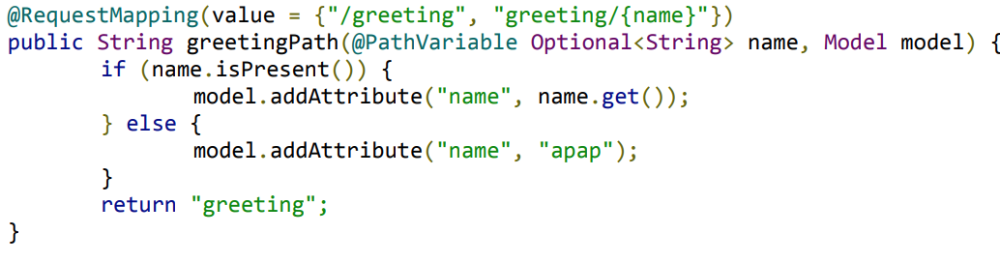 @RequestMapping(value = {"/greeting", "greeting/{name}"})
public String greetingPath(@PathVariable Optional<String> name, Model model) {
        if (name.isPresent()) {
                model.addAttribute("name", name.get());
        } else {
                model.addAttribute("name", "apap");
        }
        return "greeting";
}